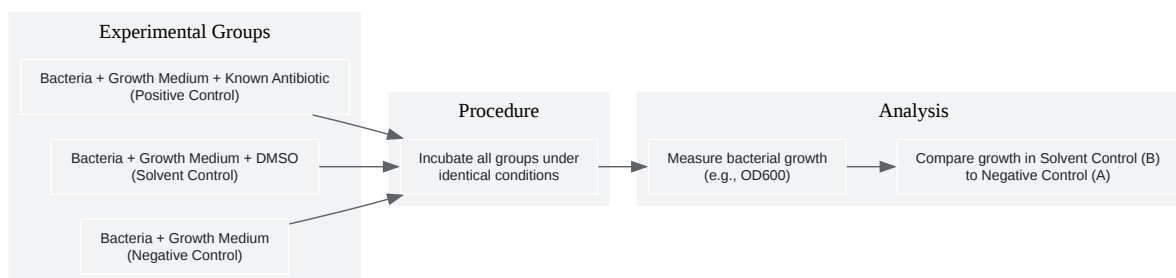 Experimental Groups
Bacteria + Growth Medium + Known Antibiotic
(Positive Control)
Bacteria + Growth Medium + DMSO
(Solvent Control)
Bacteria + Growth Medium
(Negative Control)
Procedure
Incubate all groups under
identical conditions
Analysis
Measure bacterial growth
(e.g., OD600)
Compare growth in Solvent Control (B)
to Negative Control (A)